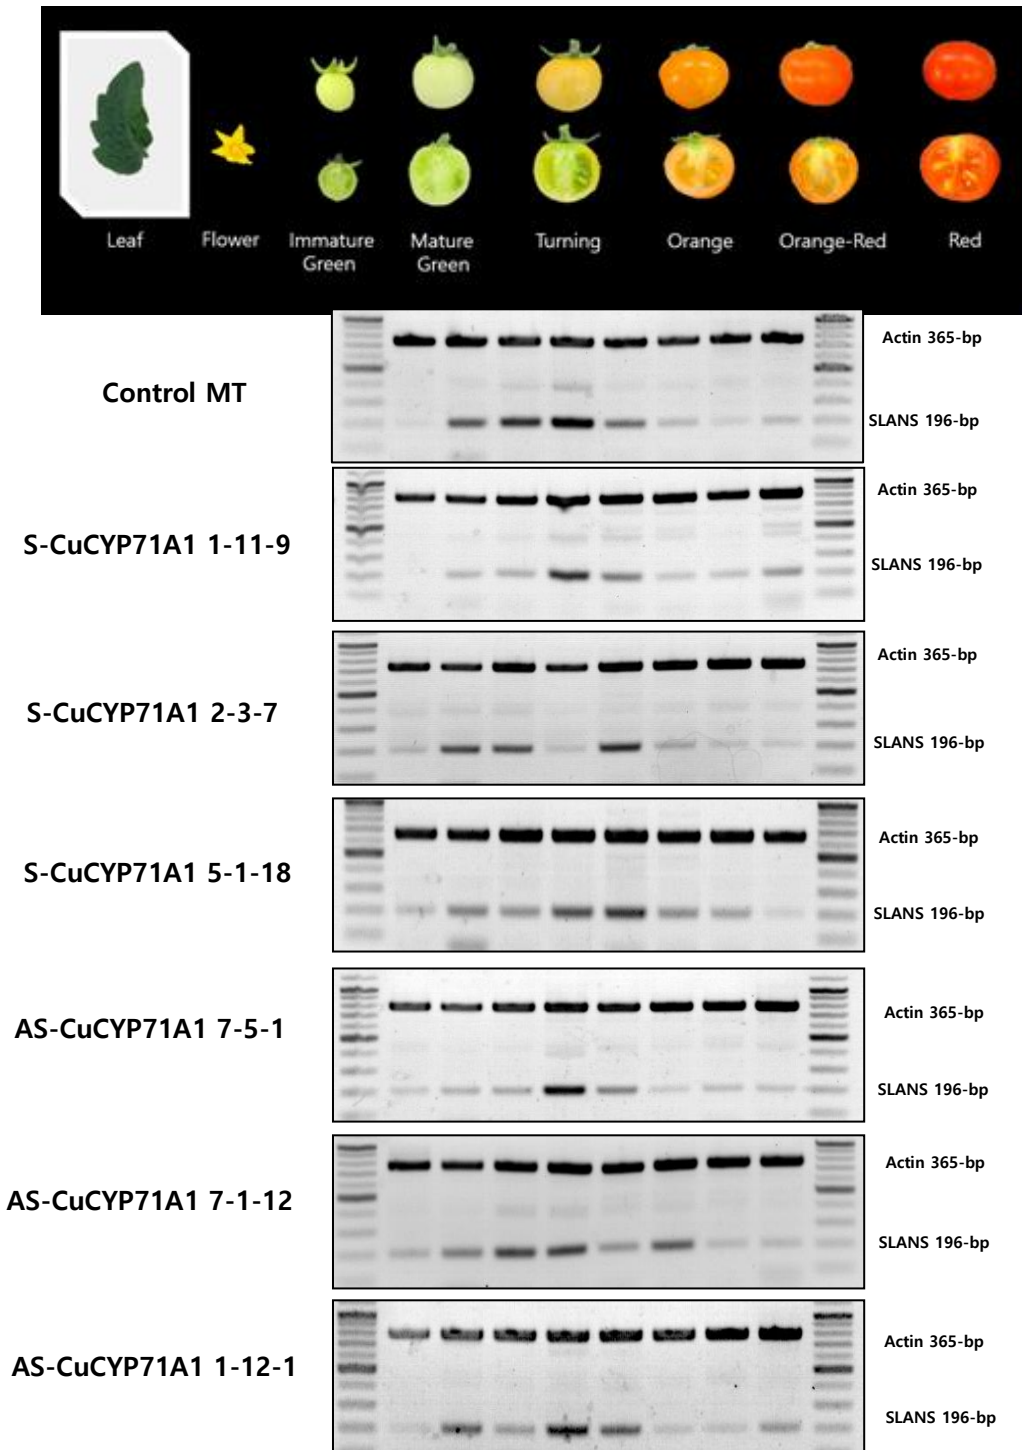 Leaf
Flower
Immature
Green
Mature
Green
Turning
Orange
Orange-Red
Red
Control MT
Actin 365-bp
SLANS 196-bp
S-CuCYP71A1 1-11-9
Actin 365-bp
SLANS 196-bp
S-CuCYP71A1 2-3-7
Actin 365-bp
SLANS 196-bp
S-CuCYP71A1 5-1-18
Actin 365-bp
SLANS 196-bp
AS-CuCYP71A1 7-5-1
Actin 365-bp
SLANS 196-bp
AS-CuCYP71A1 7-1-12
Actin 365-bp
SLANS 196-bp
AS-CuCYP71A1 1-12-1
Actin 365-bp
SLANS 196-bp